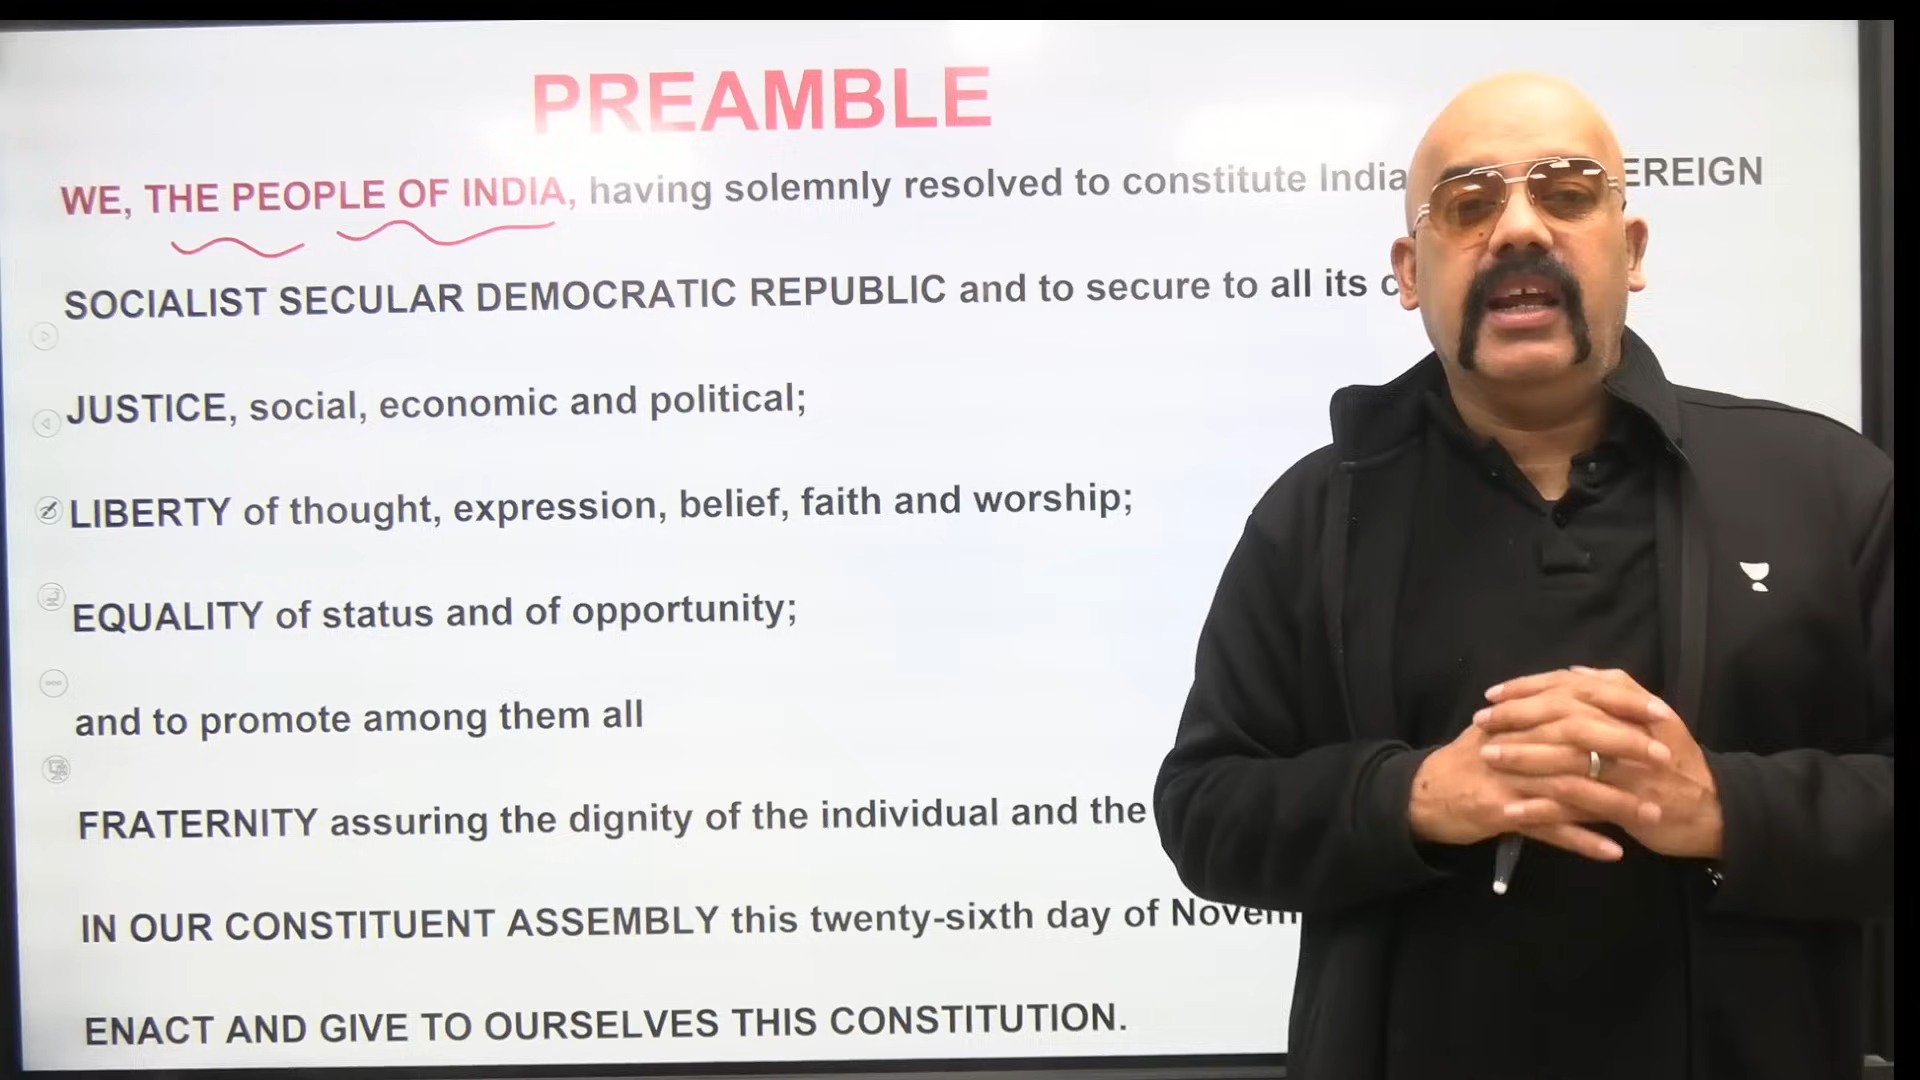 PREAMBLE
WE, THE PEOPLE OF INDIA, having solemnly resolved to constitute India EREIGN
SOCIALIST SECULAR DEMOCRATIC REPUBLIC and to secure to all its c
JUSTICE, social, economic and political;
LIBERTY of thought, expression, belief, faith and worship;
EQUALITY of status and of opportunity;
and to promote among them all
FRATERNITY assuring the dignity of the individual and the
IN OUR CONSTITUENT ASSEMBLY this twenty-sixth day of Novem
ENACT AND GIVE TO OURSELVES THIS CONSTITUTION.